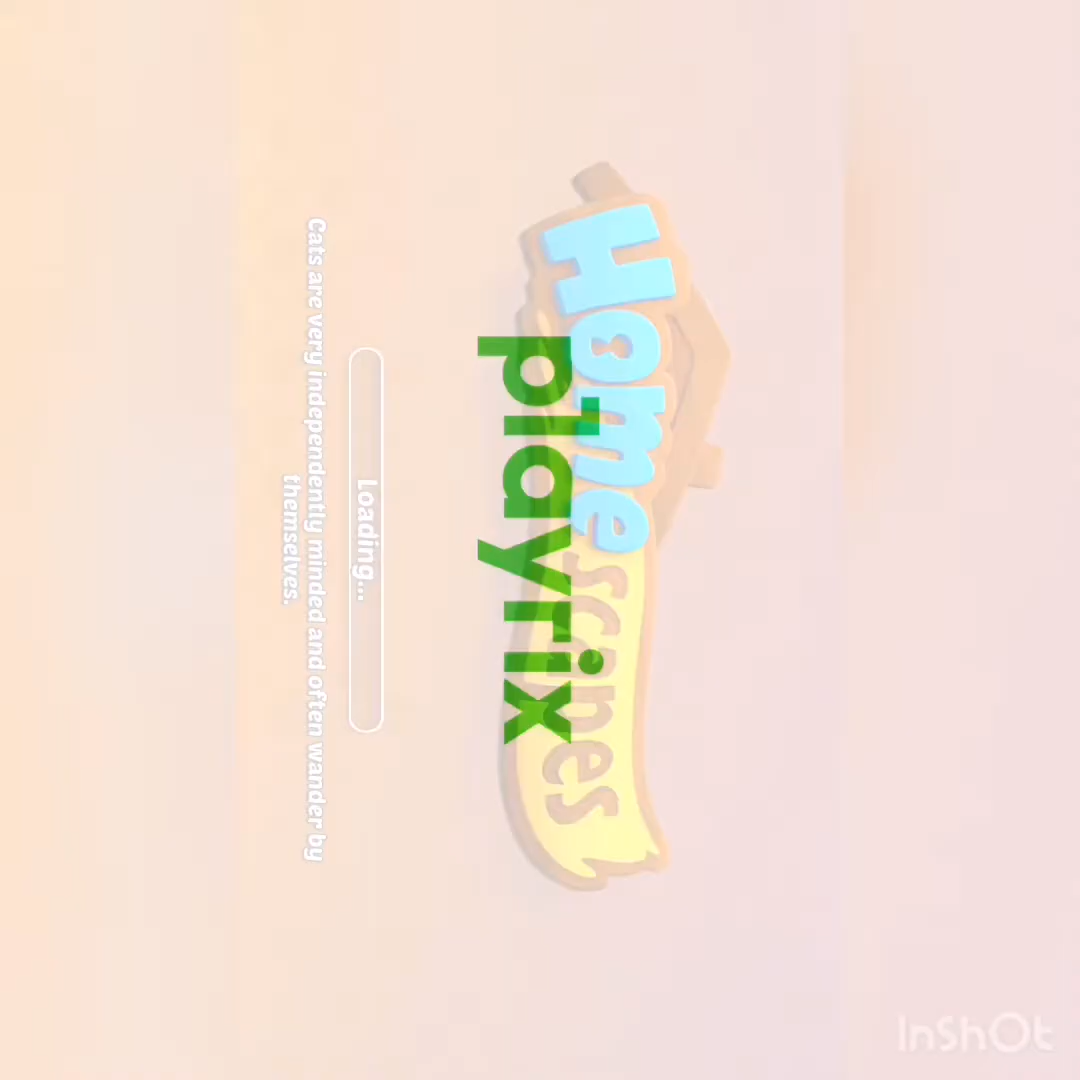 Home
scapes
playrix
Loading...
Cats are very independently minded and often wander by
themselves.
InShOt